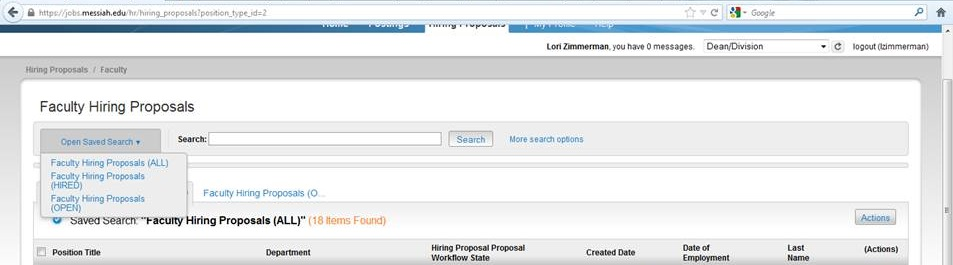 https://jobs.messiah.edu/hr/hiring_proposals?position_type_id=2
Google
Home Postings Hiring Proposals My Profile Help
Lori Zimmerman, you have 0 messages. Dean/Division logout (lzimmerman)
Hiring Proposals / Faculty
Faculty Hiring Proposals
Open Saved Search Search: Search More search options
Faculty Hiring Proposals (ALL)
Faculty Hiring Proposals
(HIRED)
Faculty Hiring Proposals
(OPEN)
Faculty Hiring Proposals (O...
Saved Search: "Faculty Hiring Proposals (ALL)" (18 Items Found) Actions
Position Title Department Hiring Proposal Proposal Workflow State Created Date Date of Employment Last Name (Actions)